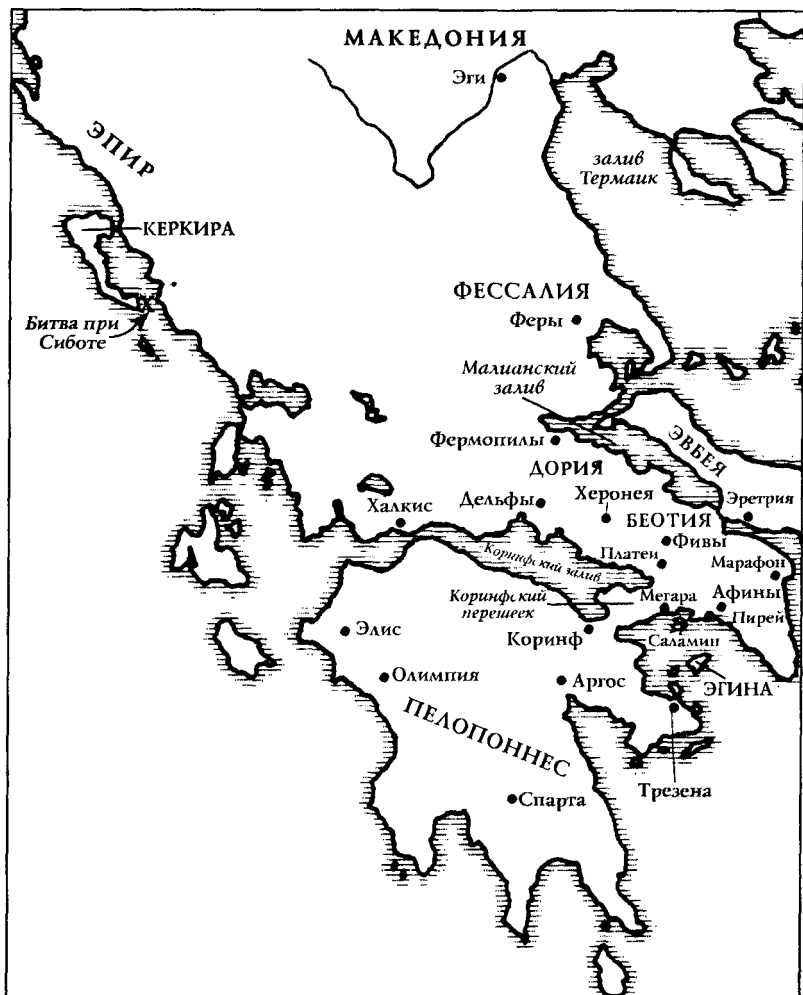 МАКЕДОНИЯ
Эги
ЭПИР
залив
Термаик
КЕРКИРА
ФЕССАЛИЯ
Феры
Битва при
Сиботе
Малианский
залив
Фермопилы
ЭВБЕЯ
ДОРИЯ
Дельфы
Херонея
Эретрия
Халкис
БЕОТИЯ
Фивы
Коринфский залив
Платеи
Марафон
Коринфский
перешеек
Мегара
Афины
Пирей
Элис
Коринф
Саламин
Олимпия
Аргос
ЭГИНА
ПЕЛОПОННЕС
Трезена
Спарта